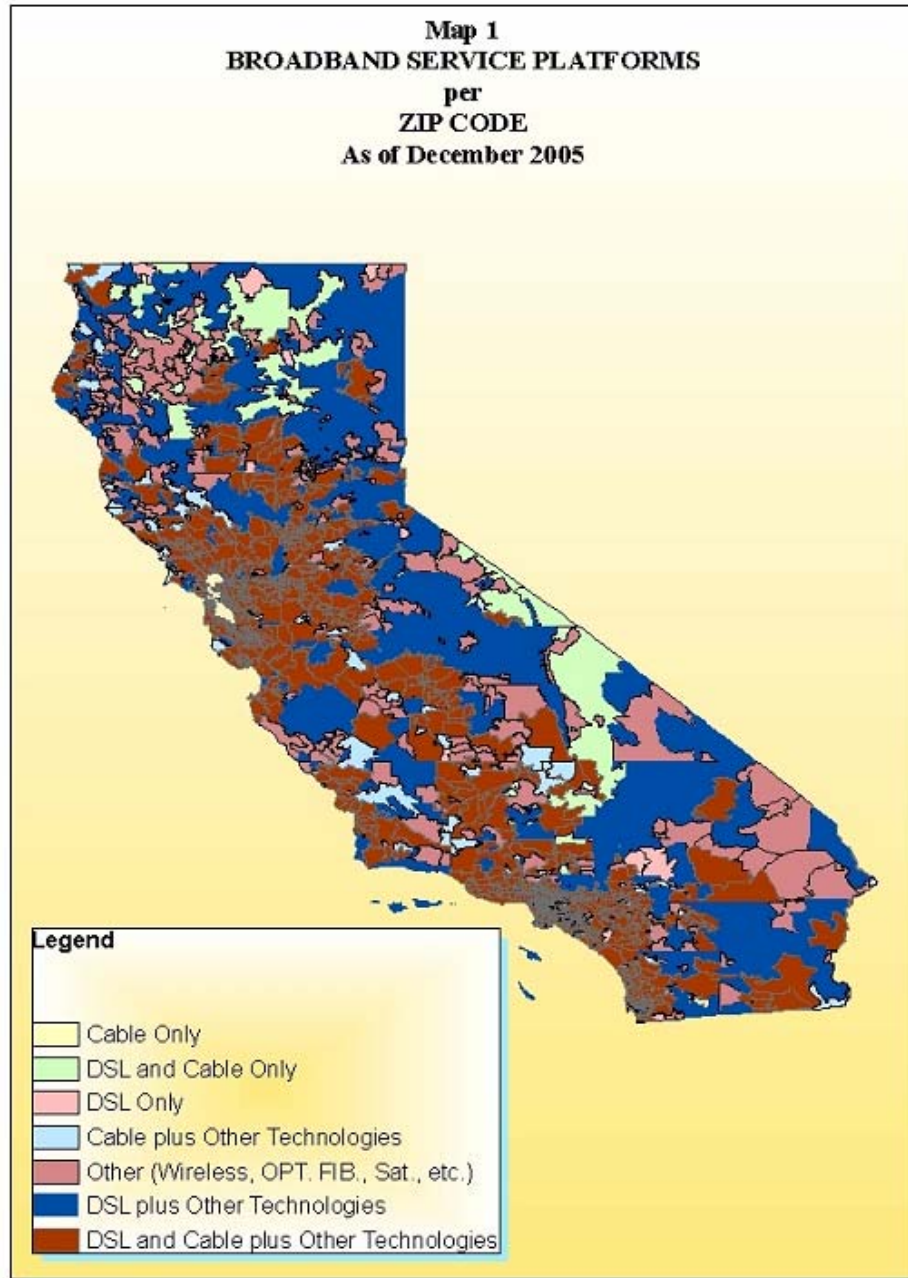 Map 1
BROADBAND SERVICE PLATFORMS
per
ZIP CODE
As of December 2005
Legend
Cable Only
DSL and Cable Only
DSL Only
Cable plus Other Technologies
Other (Wireless, OPT. FIB., Sat., etc.)
DSL plus Other Technologies
DSL and Cable plus Other Technologies